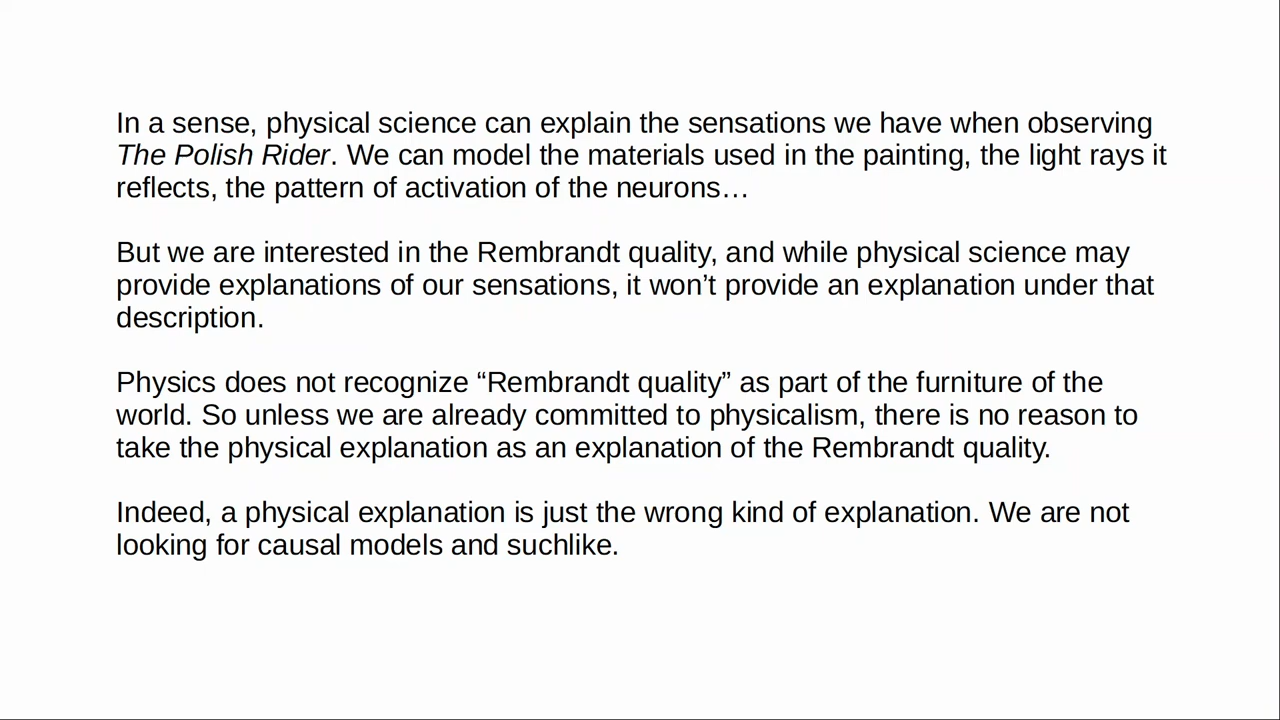 In a sense, physical science can explain the sensations we have when observing
The Polish Rider. We can model the materials used in the painting, the light rays it
reflects, the pattern of activation of the neurons…
But we are interested in the Rembrandt quality, and while physical science may
provide explanations of our sensations, it won’t provide an explanation under that
description.
Physics does not recognize “Rembrandt quality” as part of the furniture of the
world. So unless we are already committed to physicalism, there is no reason to
take the physical explanation as an explanation of the Rembrandt quality.
Indeed, a physical explanation is just the wrong kind of explanation. We are not
looking for causal models and suchlike.